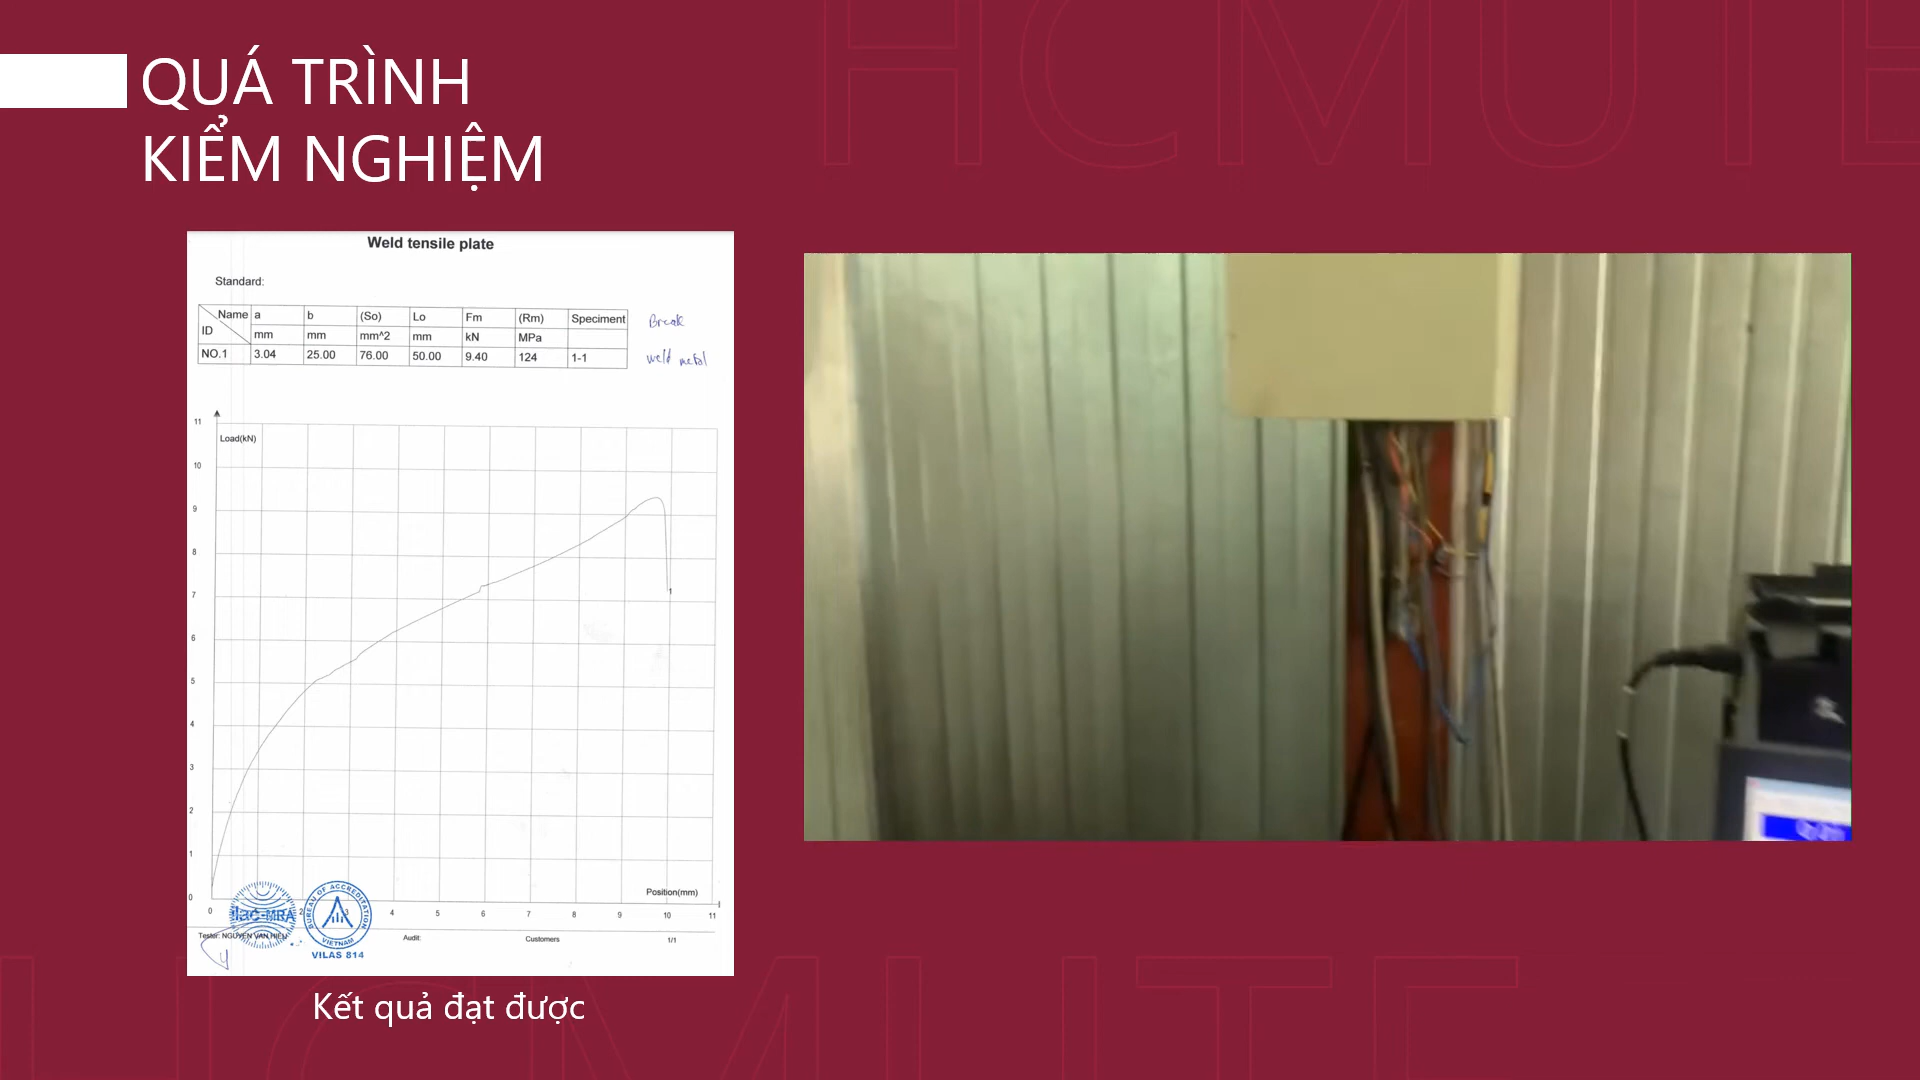 HCMUTE
QUÁ TRÌNH
KIỂM NGHIỆM
Weld tensile plate
Standard:
Name a b (So) Lo Fm (Rm) Speciment
ID mm mm mm^2 mm kN MPa
NO.1 3.04 25.00 76.00 50.00 9.40 124 1-1
Break
weld metal
11
Load(kN)
10
9
8
7
1
6
5
4
3
2
1
0
Position(mm)
0 2 3 4 5 6 7 8 9 10 11
ilac-MRA
BUREAU OF ACCREDITATION
VIETNAM
VILAS 814
Tester: NGUYEN VAN HIEU Audit: Customers 1/1
Kết quả đạt được
HCMUTE